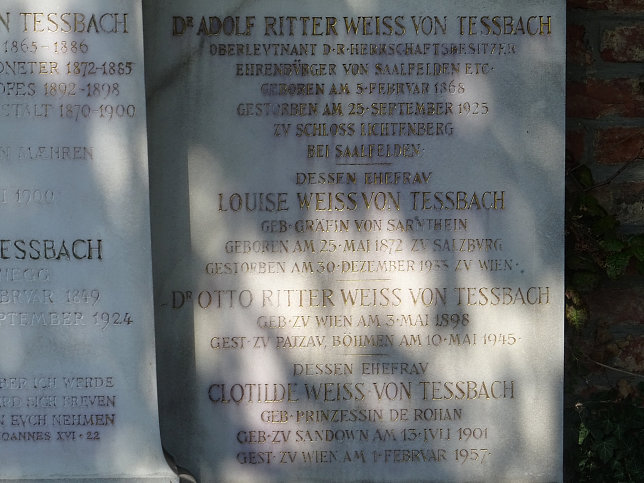 N TESSBACH
1865 - 1886
ONETER 1872-1885
OFES 1892-1898
STALT 1870-1900
N MÆHREN
I 1900
TESSBACH
NEGG
BRVAR 1849
PTEMBER 1924
BER ICH WERDE
RD SICH FREVEN
N EVCH NEHMEN
OANNES XVI·22
DR ADOLF RITTER WEISS VON TESSBACH
OBERLEVTNANT D·R·HERRSCHAFTSBESITZER
EHRENBÜRGER VON SAALFELDEN ETC·
GEBOREN AM 5·FEBRVAR 1868
GESTORBEN AM 25·SEPTEMBER 1925
ZV SCHLOSS LICHTENBERG
BEI SAALFELDEN·
DESSEN EHEFRAV
LOUISE WEISS VON TESSBACH
GEB·GRÄFIN VON SARNTHEIN
GEBOREN AM 25·MAI 1872 ZV SALZBVRG
GESTORBEN AM 30·DEZEMBER 1933 ZV WIEN·
DR OTTO RITTER WEISS VON TESSBACH
GEB·ZV WIEN AM 3·MAI 1898
GEST·ZV PATZAV, BÖHMEN AM 10·MAI 1945·
DESSEN EHEFRAV
CLOTILDE WEISS·VON TESSBACH
GEB·PRINZESSIN DE ROHAN
GEB·ZV SANDOWN AM 13·IVLI 1901
GEST·ZV WIEN AM 1·FEBRVAR 1957·